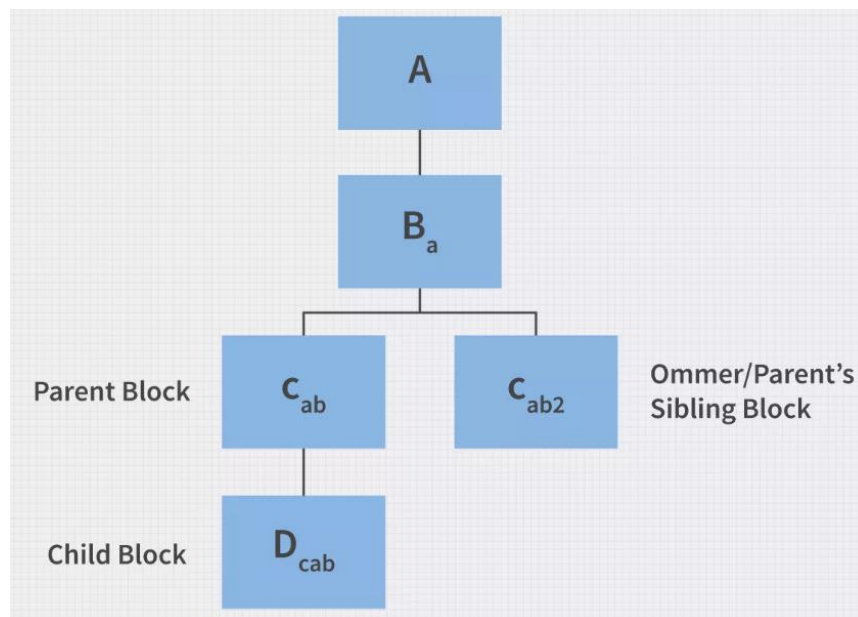 A
Ba
Parent Block
Cab
Cab2
Ommer/Parent’s
Sibling Block
Child Block
Dcab